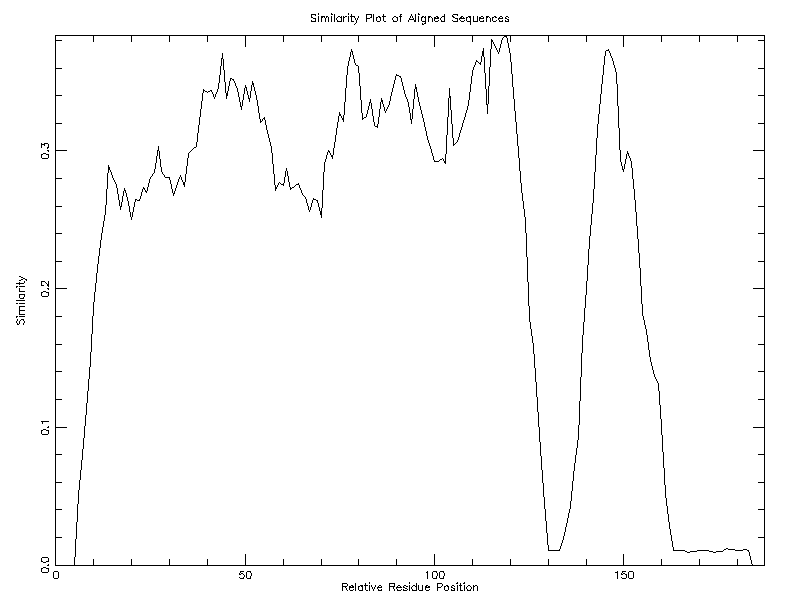 Similarity Plot of Aligned Sequences
0.3
0.2
Similarity
0.1
0.0
0 50 100 150
Relative Residue Position